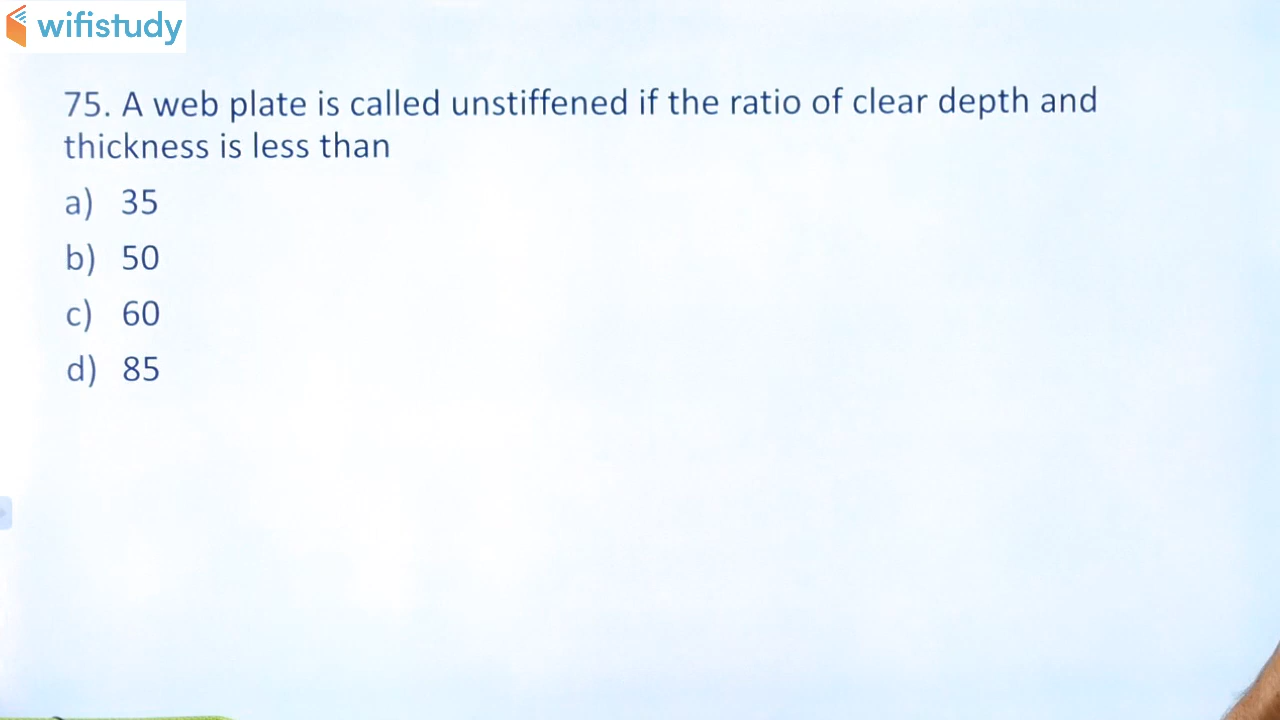 wifistudy
75. A web plate is called unstiffened if the ratio of clear depth and
thickness is less than
a) 35
b) 50
c) 60
d) 85